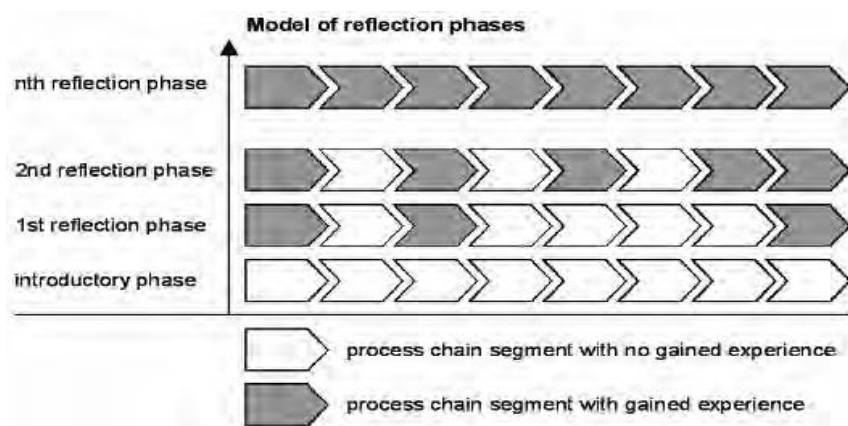 Model of reflection phases
nth reflection phase
2nd reflection phase
1st reflection phase
introductory phase
process chain segment with no gained experience
process chain segment with gained experience